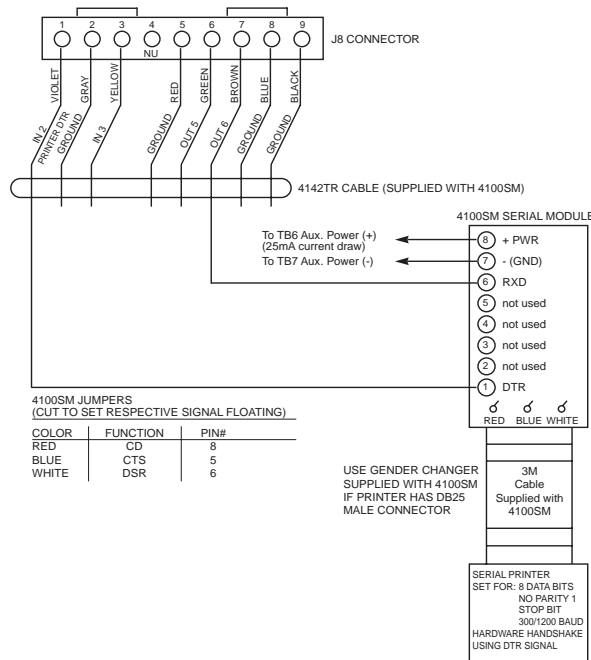 1 2 3 4 5 6 7 8 9
J8 CONNECTOR
NU
VIOLET
GRAY
YELLOW
RED
GREEN
BROWN
BLUE
BLACK
IN 2
PRINTER DTR
GROUND
IN 3
GROUND
OUT 5
OUT 6
GROUND
GROUND
4142TR CABLE (SUPPLIED WITH 4100SM)
4100SM SERIAL MODULE
To TB6 Aux. Power (+)
(25mA current draw)
To TB7 Aux. Power (-)
8 + PWR
7 - (GND)
6 RXD
5 not used
4 not used
3 not used
2 not used
1 DTR
RED BLUE WHITE
4100SM JUMPERS
(CUT TO SET RESPECTIVE SIGNAL FLOATING)
COLOR FUNCTION PIN#
RED CD 8
BLUE CTS 5
WHITE DSR 6
USE GENDER CHANGER
SUPPLIED WITH 4100SM
IF PRINTER HAS DB25
MALE CONNECTOR
3M
Cable
Supplied with
4100SM
SERIAL PRINTER
SET FOR: 8 DATA BITS
NO PARITY 1
STOP BIT
300/1200 BAUD
HARDWARE HANDSHAKE
USING DTR SIGNAL